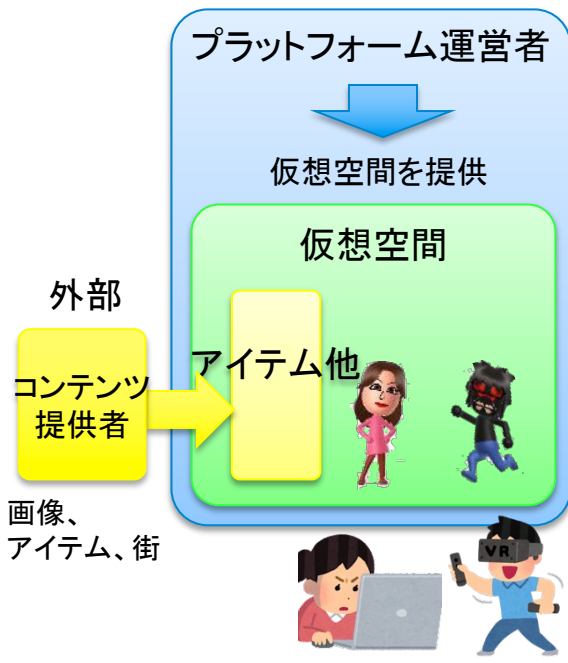 プラットフォーム運営者
仮想空間を提供
仮想空間
外部
アイテム他
コンテンツ
提供者
画像、
アイテム、街
VR